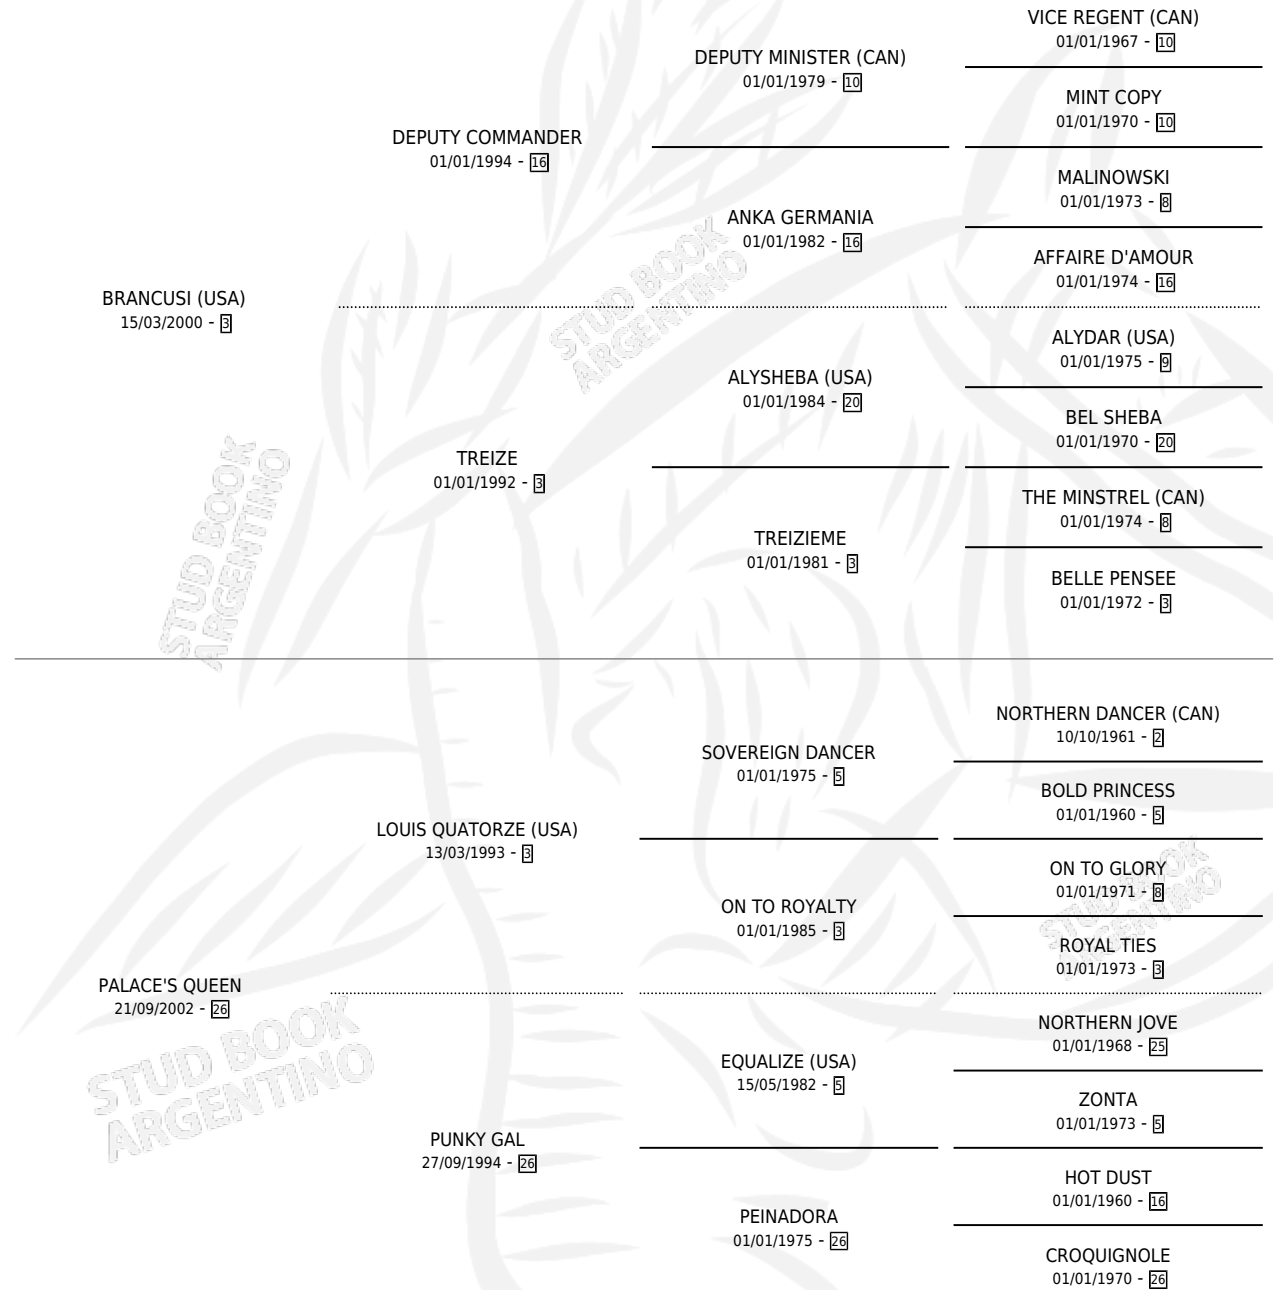 VICE REGENT (CAN)
01/01/1967 - 10
DEPUTY MINISTER (CAN)
01/01/1979 - 10
MINT COPY
01/01/1970 - 10
DEPUTY COMMANDER
01/01/1994 - 16
MALINOWSKI
01/01/1973 - 8
ANKA GERMANIA
01/01/1982 - 16
AFFAIRE D'AMOUR
01/01/1974 - 16
BRANCUSI (USA)
15/03/2000 - 3
ALYDAR (USA)
01/01/1975 - 9
ALYSHEBA (USA)
01/01/1984 - 20
BEL SHEBA
01/01/1970 - 20
TREIZE
01/01/1992 - 3
THE MINSTREL (CAN)
01/01/1974 - 8
TREIZIEME
01/01/1981 - 3
BELLE PENSEE
01/01/1972 - 3
STUD BOOK
ARGENTINO
STUD BOOK
ARGENTINO
NORTHERN DANCER (CAN)
10/10/1961 - 2
SOVEREIGN DANCER
01/01/1975 - 5
BOLD PRINCESS
01/01/1960 - 5
LOUIS QUATORZE (USA)
13/03/1993 - 3
ON TO GLORY
01/01/1971 - 8
ON TO ROYALTY
01/01/1985 - 3
ROYAL TIES
01/01/1973 - 3
STUD BOOK
ARGENTINO
PALACE'S QUEEN
21/09/2002 - 26
NORTHERN JOVE
01/01/1968 - 25
EQUALIZE (USA)
15/05/1982 - 5
ZONTA
01/01/1973 - 5
PUNKY GAL
27/09/1994 - 26
HOT DUST
01/01/1960 - 16
PEINADORA
01/01/1975 - 26
CROQUIGNOLE
01/01/1970 - 26
STUD BOOK
ARGENTINO